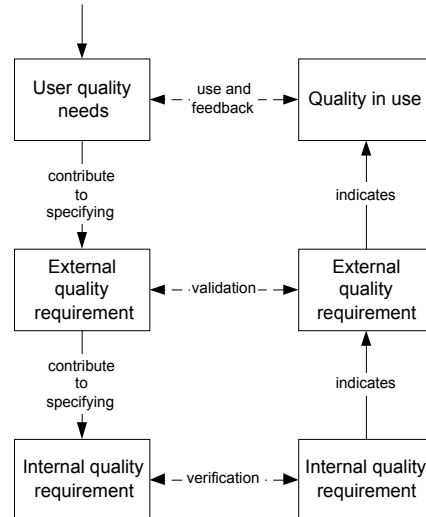 User quality
needs
use and
feedback
Quality in use
contribute
to
specifying
indicates
External
quality
requirement
validation
External
quality
requirement
contribute
to
specifying
indicates
Internal quality
requirement
verification
Internal quality
requirement